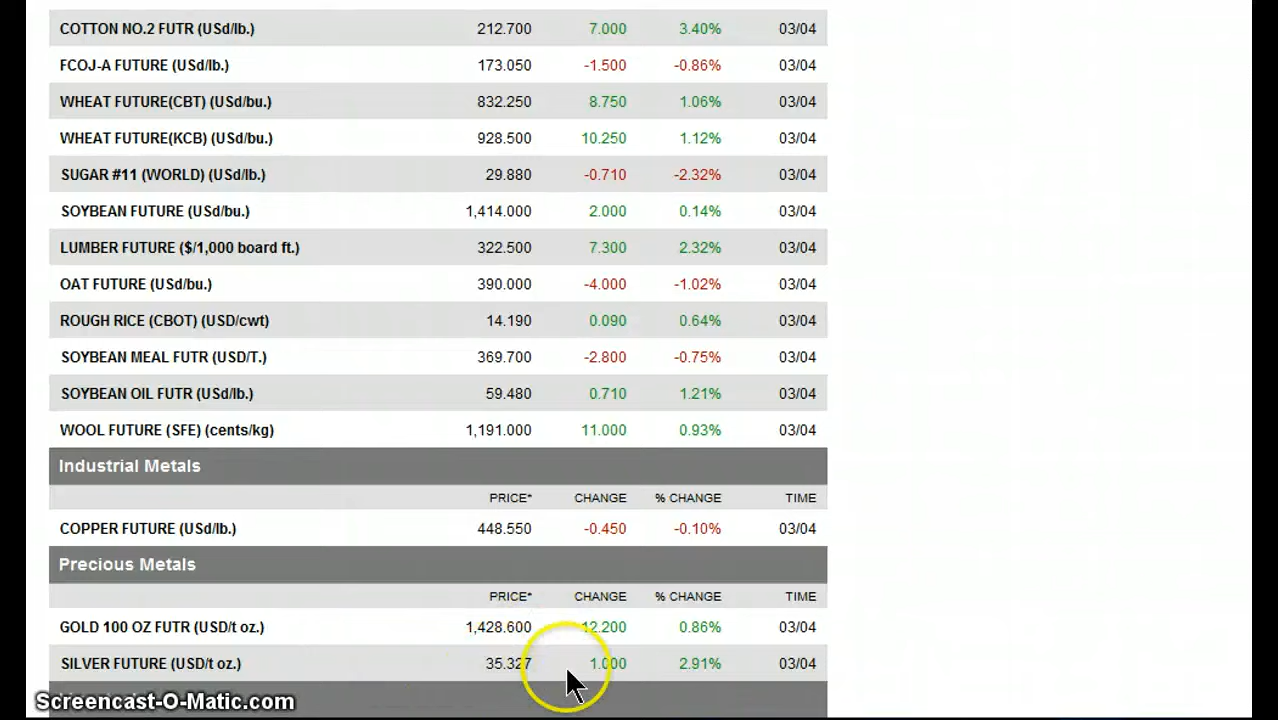 COTTON NO.2 FUTR (USd/lb.) 212.700 7.000 3.40% 03/04
FCOJ-A FUTURE (USd/lb.) 173.050 -1.500 -0.86% 03/04
WHEAT FUTURE(CBT) (USd/bu.) 832.250 8.750 1.06% 03/04
WHEAT FUTURE(KCB) (USd/bu.) 928.500 10.250 1.12% 03/04
SUGAR #11 (WORLD) (USd/lb.) 29.880 -0.710 -2.32% 03/04
SOYBEAN FUTURE (USd/bu.) 1,414.000 2.000 0.14% 03/04
LUMBER FUTURE ($/1,000 board ft.) 322.500 7.300 2.32% 03/04
OAT FUTURE (USd/bu.) 390.000 -4.000 -1.02% 03/04
ROUGH RICE (CBOT) (USD/cwt) 14.190 0.090 0.64% 03/04
SOYBEAN MEAL FUTR (USD/T.) 369.700 -2.800 -0.75% 03/04
SOYBEAN OIL FUTR (USd/lb.) 59.480 0.710 1.21% 03/04
WOOL FUTURE (SFE) (cents/kg) 1,191.000 11.000 0.93% 03/04
Industrial Metals
PRICE* CHANGE % CHANGE TIME
COPPER FUTURE (USd/lb.) 448.550 -0.450 -0.10% 03/04
Precious Metals
PRICE* CHANGE % CHANGE TIME
GOLD 100 OZ FUTR (USD/t oz.) 1,428.600 12.200 0.86% 03/04
SILVER FUTURE (USD/t oz.) 35.327 1.000 2.91% 03/04
Screencast-O-Matic.com